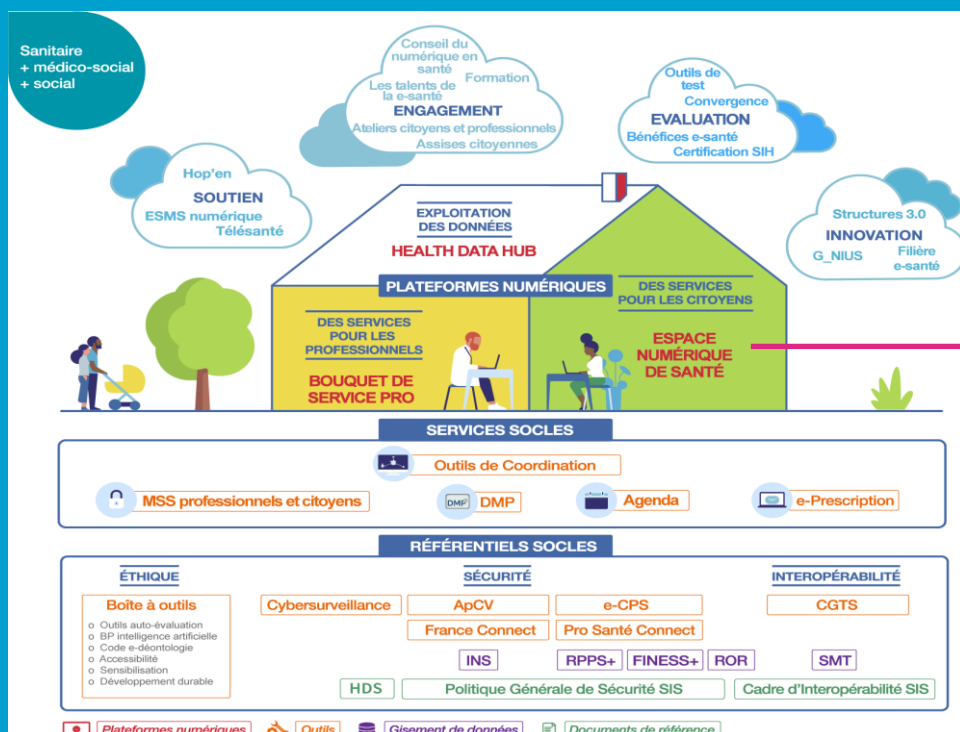 Sanitaire
+ médico-social
+ social
Conseil du
numérique en
santé
Formation
Les talents de
la e-santé
ENGAGEMENT
Ateliers citoyens et professionnels
Assises citoyennes
Outils de
test
Convergence
EVALUATION
Bénéfices e-santé
Certification SIH
Hop'en
SOUTIEN
ESMS numérique
Télésanté
Structures 3.0
INNOVATION
G_NIUS
Filière
e-santé
EXPLOITATION
DES DONNÉES
HEALTH DATA HUB
PLATEFORMES NUMÉRIQUES
DES SERVICES
POUR LES
PROFESSIONNELS
BOUQUET DE
SERVICE PRO
DES SERVICES
POUR LES CITOYENS
ESPACE
NUMÉRIQUE
DE SANTÉ
SERVICES SOCLES
Outils de Coordination
MSS professionnels et citoyens
DMP
DMP
Agenda
e-Prescription
RÉFÉRENTIELS SOCLES
ÉTHIQUE
Boîte à outils
o Outils auto-évaluation
o BP intelligence artificielle
o Code e-déontologie
o Accessibilité
o Sensibilisation
o Développement durable
SÉCURITÉ
Cybersurveillance
ApCV
e-CPS
France Connect
Pro Santé Connect
INS
RPPS+
FINESS+
ROR
HDS
Politique Générale de Sécurité SIS
INTEROPÉRABILITÉ
CGTS
SMT
Cadre d'Interopérabilité SIS
Plateformes numériques
Outils
Gisement de données
Documents de référence